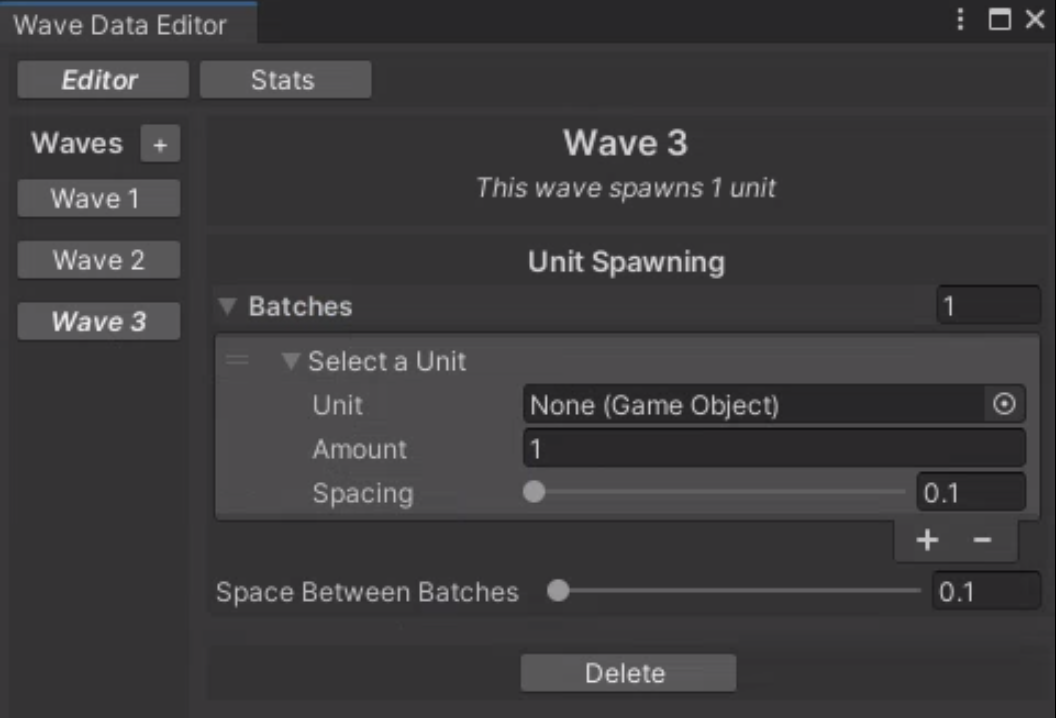 Wave Data Editor
Editor Stats
Waves +
Wave 1
Wave 2
Wave 3
Wave 3
This wave spawns 1 unit
Unit Spawning
Batches 1
Select a Unit
Unit None (Game Object)
Amount 1
Spacing 0.1
+ -
Space Between Batches 0.1
Delete